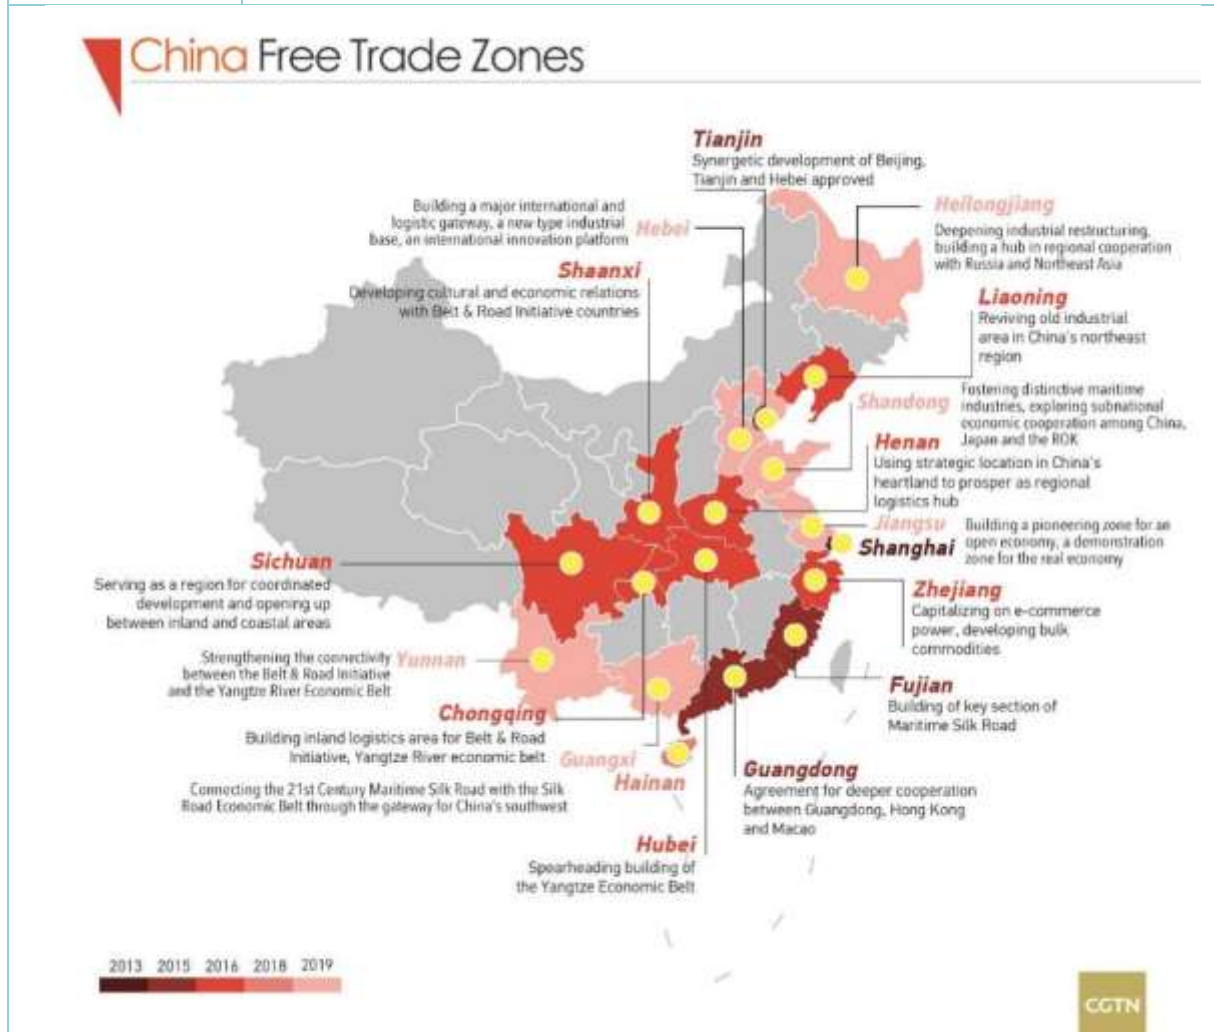 China Free Trade Zones
Tianjin
Synergetic development of Beijing,
Tianjin and Hebei approved
Building a major international and
logistic gateway, a new type industrial
base, an international innovation platform
Hebei
Heilongjiang
Deepening industrial restructuring,
building a hub in regional cooperation
with Russia and Northeast Asia
Shaanxi
Developing cultural and economic relations
with Belt & Road Initiative countries
Liaoning
Reviving old industrial
area in China's northeast
region
Shandong
Fostering distinctive maritime
industries, exploring subnational
economic cooperation among China,
Japan and the ROK
Henan
Using strategic location in China's
heartland to prosper as regional
logistics hub
Jiangsu
Building a pioneering zone for an
open economy, a demonstration
zone for the real economy
Shanghai
Sichuan
Serving as a region for coordinated
development and opening up
between inland and coastal areas
Zhejiang
Capitalizing on e-commerce
power, developing bulk
commodities
Strengthening the connectivity
between the Belt & Road Initiative
and the Yangtze River Economic Belt
Yunnan
Fujian
Building of key section of
Maritime Silk Road
Chongqing
Building inland logistics area for Belt & Road
Initiative, Yangtze River economic belt
Guangxi
Hainan
Connecting the 21st Century Maritime Silk Road with the Silk
Road Economic Belt through the gateway for China's southwest
Guangdong
Agreement for deeper cooperation
between Guangdong, Hong Kong
and Macao
Hubei
Spearheading building of
the Yangtze Economic Belt
2013 2015 2016 2018 2019
CGTN